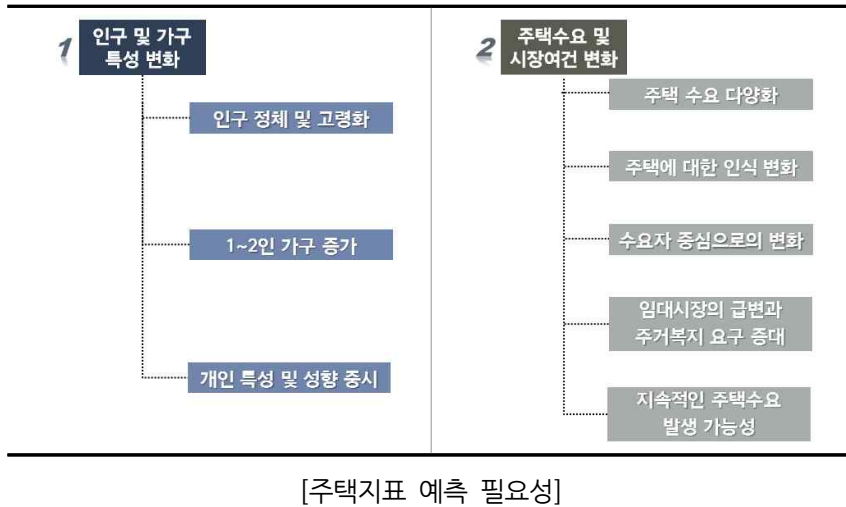 1
인구 및 가구
특성 변화
인구 정체 및 고령화
1~2인 가구 증가
개인 특성 및 성향 중시
2
주택수요 및
시장여건 변화
주택 수요 다양화
주택에 대한 인식 변화
수요자 중심으로의 변화
임대시장의 급변과
주거복지 요구 증대
지속적인 주택수요
발생 가능성
[주택지표 예측 필요성]